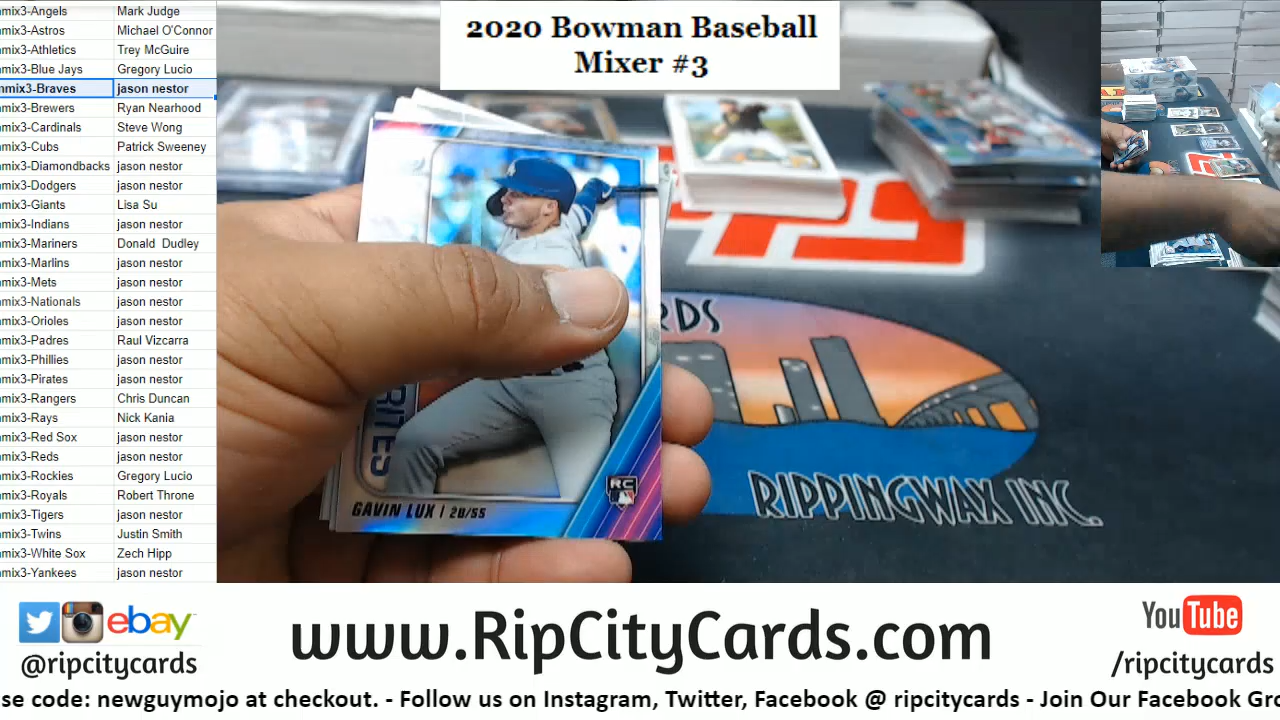 2020 Bowman Baseball
Mixer #3
mix3-Angels Mark Judge
mix3-Astros Michael O'Connor
mix3-Athletics Trey McGuire
mix3-Blue Jays Gregory Lucio
mix3-Braves jason nestor
mix3-Brewers Ryan Nearhood
mix3-Cardinals Steve Wong
mix3-Cubs Patrick Sweeney
mix3-Diamondbacks jason nestor
mix3-Dodgers jason nestor
mix3-Giants Lisa Su
mix3-Indians jason nestor
mix3-Mariners Donald Dudley
mix3-Marlins jason nestor
mix3-Mets jason nestor
mix3-Nationals jason nestor
mix3-Orioles jason nestor
mix3-Padres Raul Vizcarra
mix3-Phillies jason nestor
mix3-Pirates jason nestor
mix3-Rangers Chris Duncan
mix3-Rays Nick Kania
mix3-Red Sox jason nestor
mix3-Reds jason nestor
mix3-Rockies Gregory Lucio
mix3-Royals Robert Throne
mix3-Tigers jason nestor
mix3-Twins Justin Smith
mix3-White Sox Zech Hipp
mix3-Yankees jason nestor
RITES
GAVIN LUX | 28/55
RC
RDS
RIPPINGWAX INC.
ebay
@ripcitycards
www.RipCityCards.com
YouTube
/ripcitycards
se code: newguymojo at checkout. - Follow us on Instagram, Twitter, Facebook @ ripcitycards - Join Our Facebook Gro